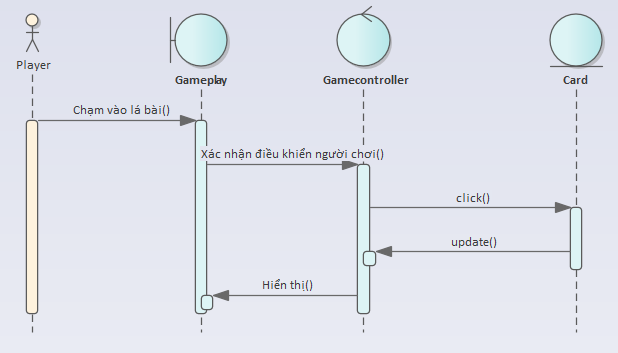 Player
Gameplay
Gamecontroller
Card
Chạm vào lá bài()
Xác nhận điều khiển người chơi()
click()
update()
Hiển thị()